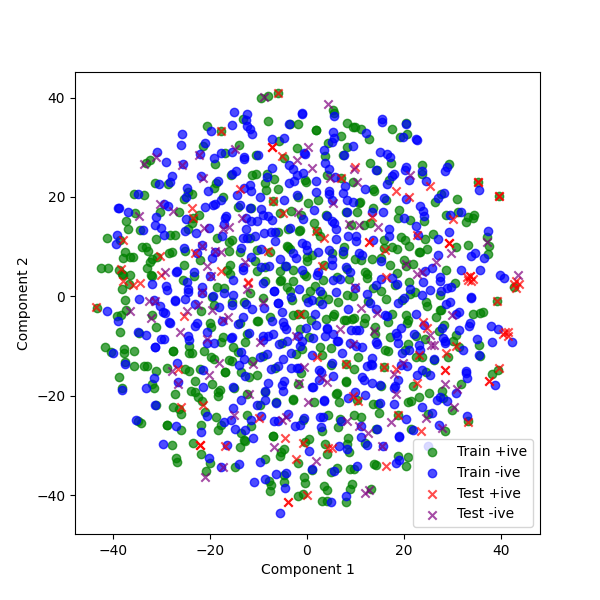 40
20
0
−20
−40
Component 2
−40
−20
0
20
40
Component 1
Train +ive
Train -ive
Test +ive
Test -ive